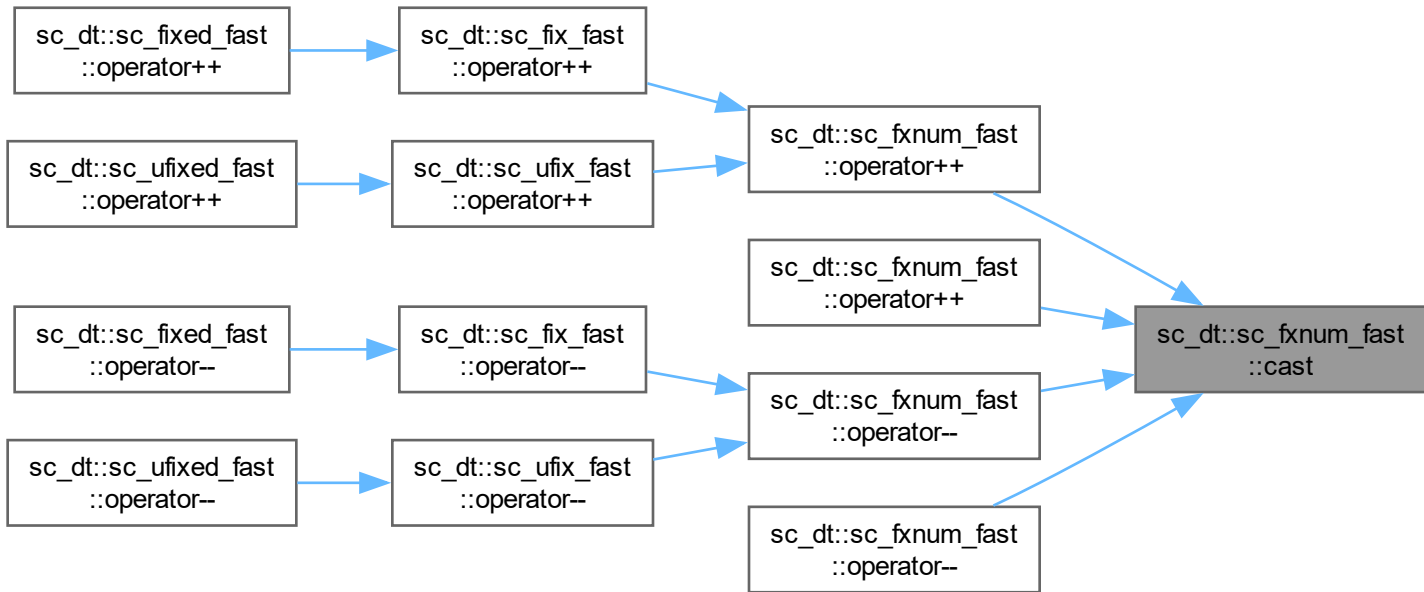 sc_dt::sc_fixed_fast
::operator++
sc_dt::sc_fix_fast
::operator++
sc_dt::sc_fxnum_fast
::operator++
sc_dt::sc_ufixed_fast
::operator++
sc_dt::sc_ufix_fast
::operator++
sc_dt::sc_fxnum_fast
::operator++
sc_dt::sc_fixed_fast
::operator--
sc_dt::sc_fix_fast
::operator--
sc_dt::sc_fxnum_fast
::cast
sc_dt::sc_fxnum_fast
::operator--
sc_dt::sc_ufixed_fast
::operator--
sc_dt::sc_ufix_fast
::operator--
sc_dt::sc_fxnum_fast
::operator--